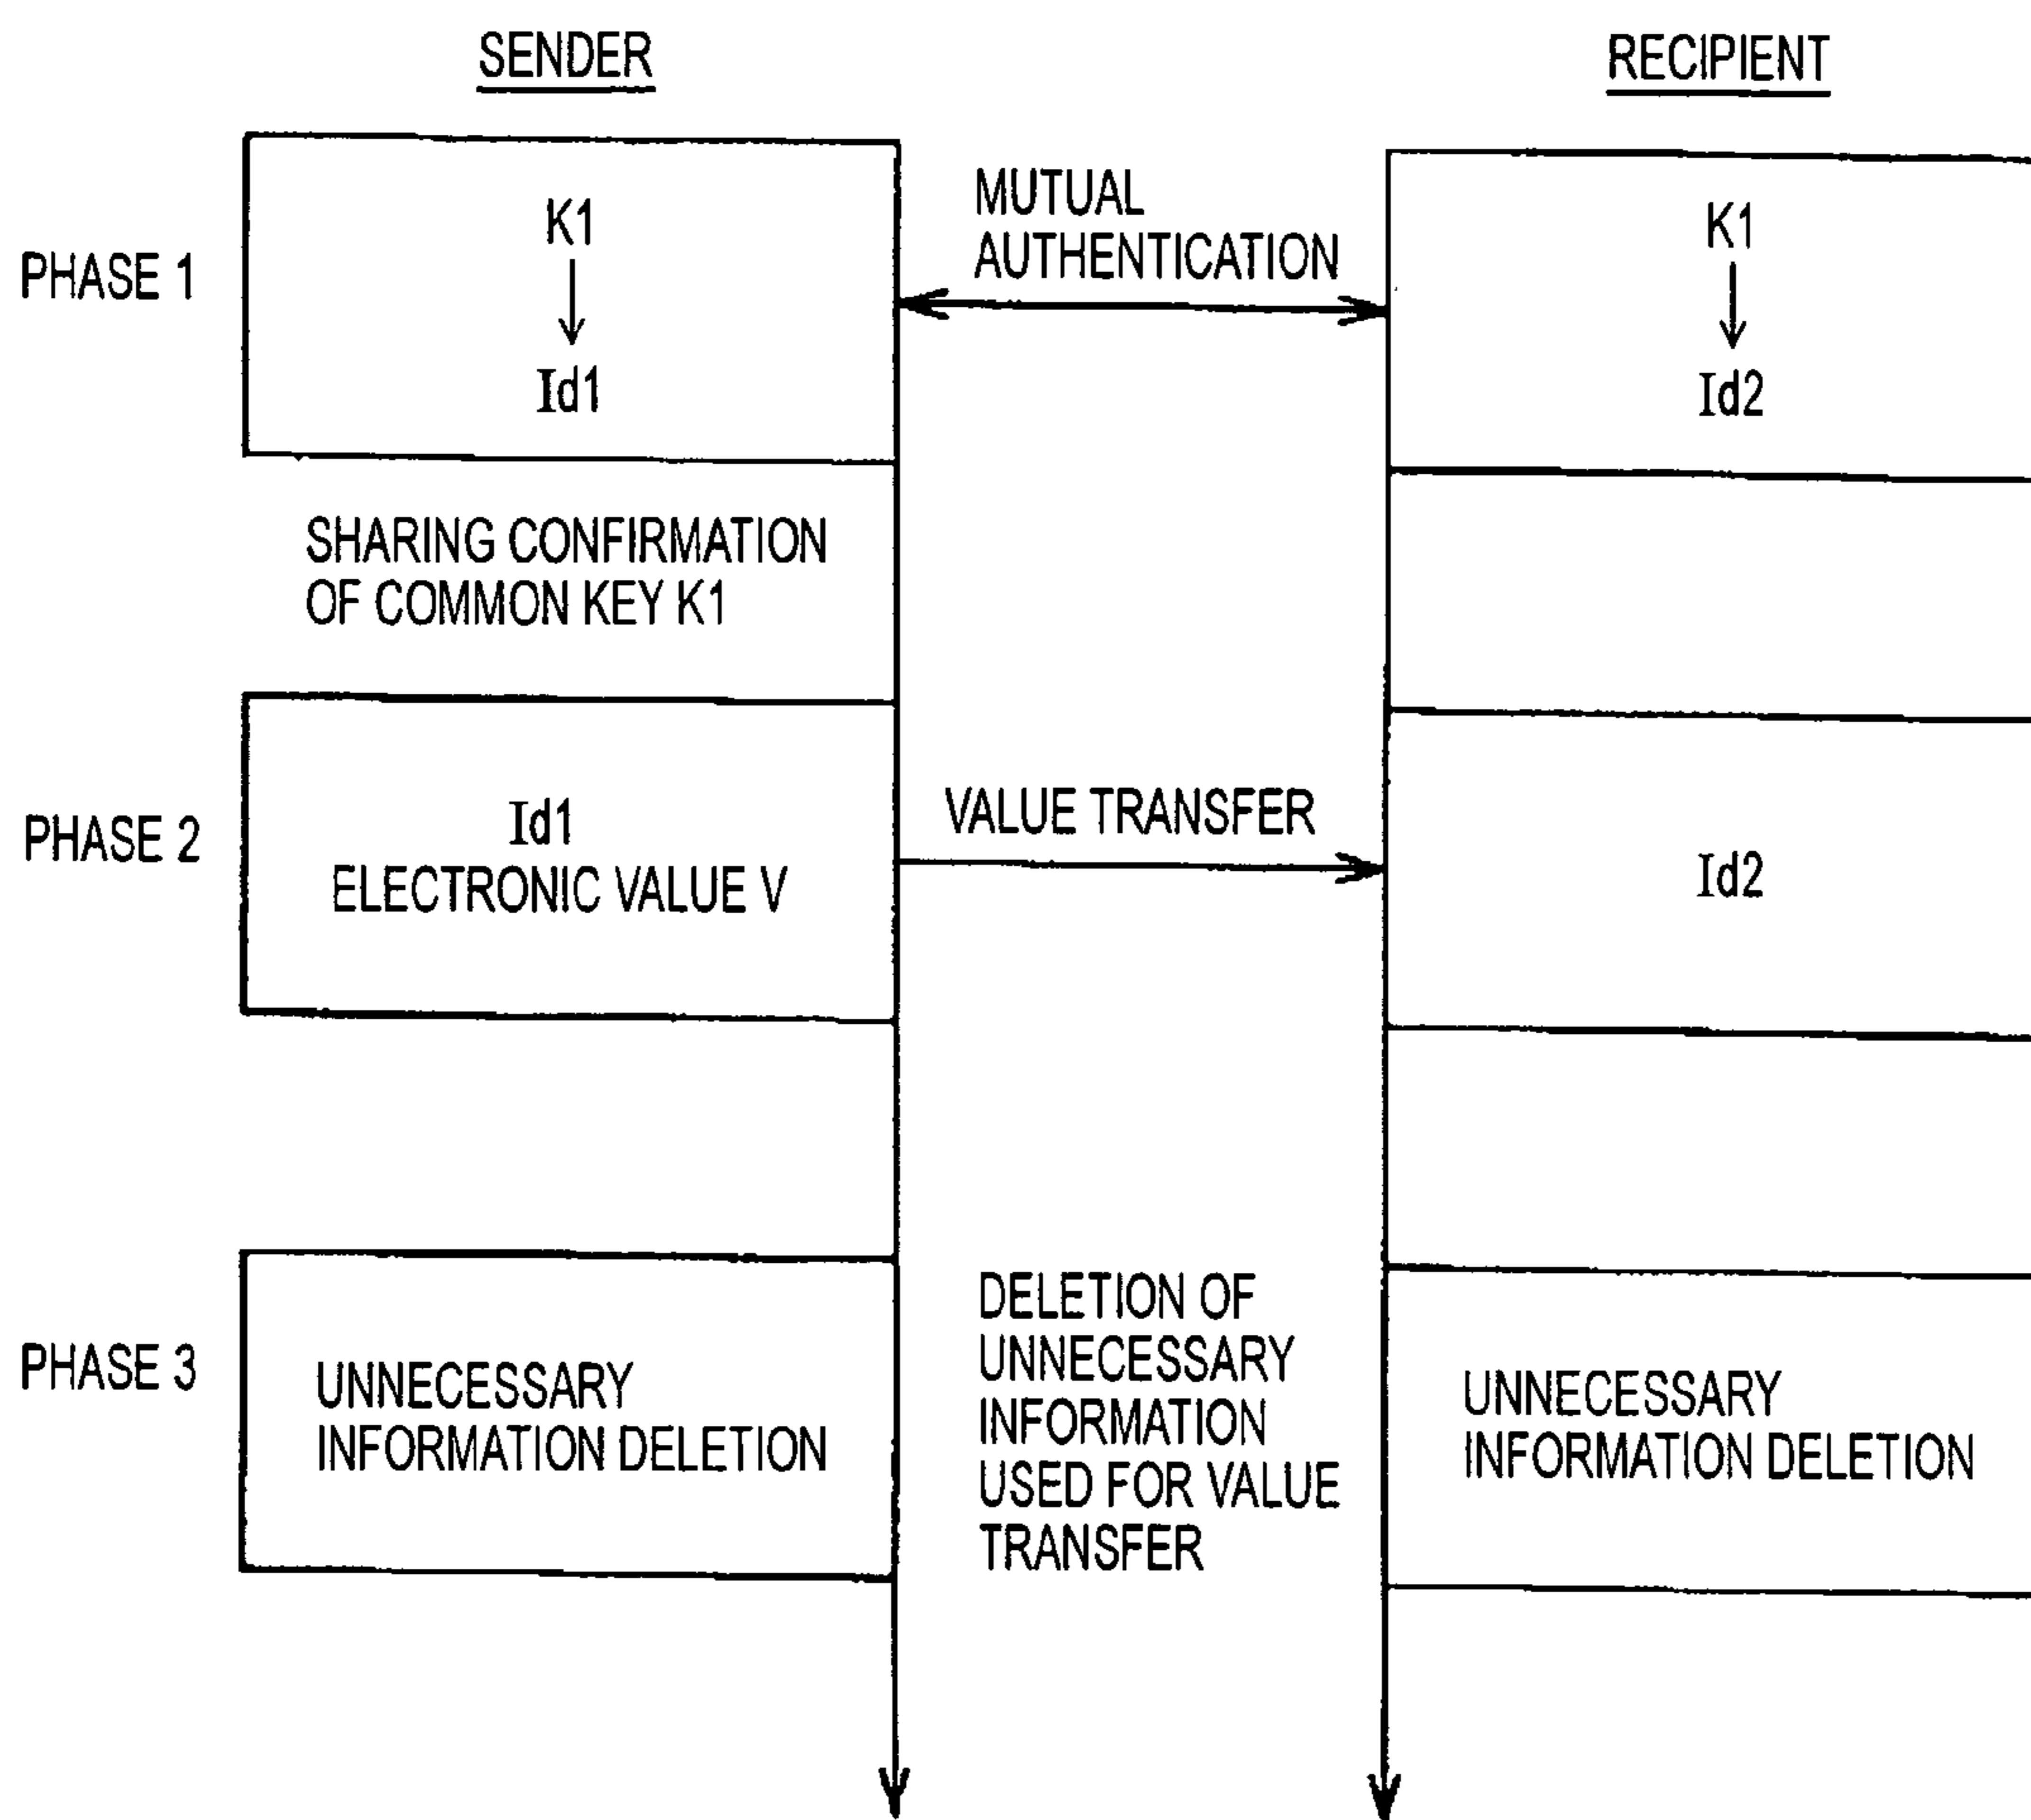 SENDER
RECIPIENT
PHASE 1
K1
Id1
MUTUAL
AUTHENTICATION
K1
Id2
SHARING CONFIRMATION
OF COMMON KEY K1
PHASE 2
Id1
ELECTRONIC VALUE V
VALUE TRANSFER
Id2
PHASE 3
UNNECESSARY
INFORMATION DELETION
DELETION OF
UNNECESSARY
INFORMATION
USED FOR VALUE
TRANSFER
UNNECESSARY
INFORMATION DELETION